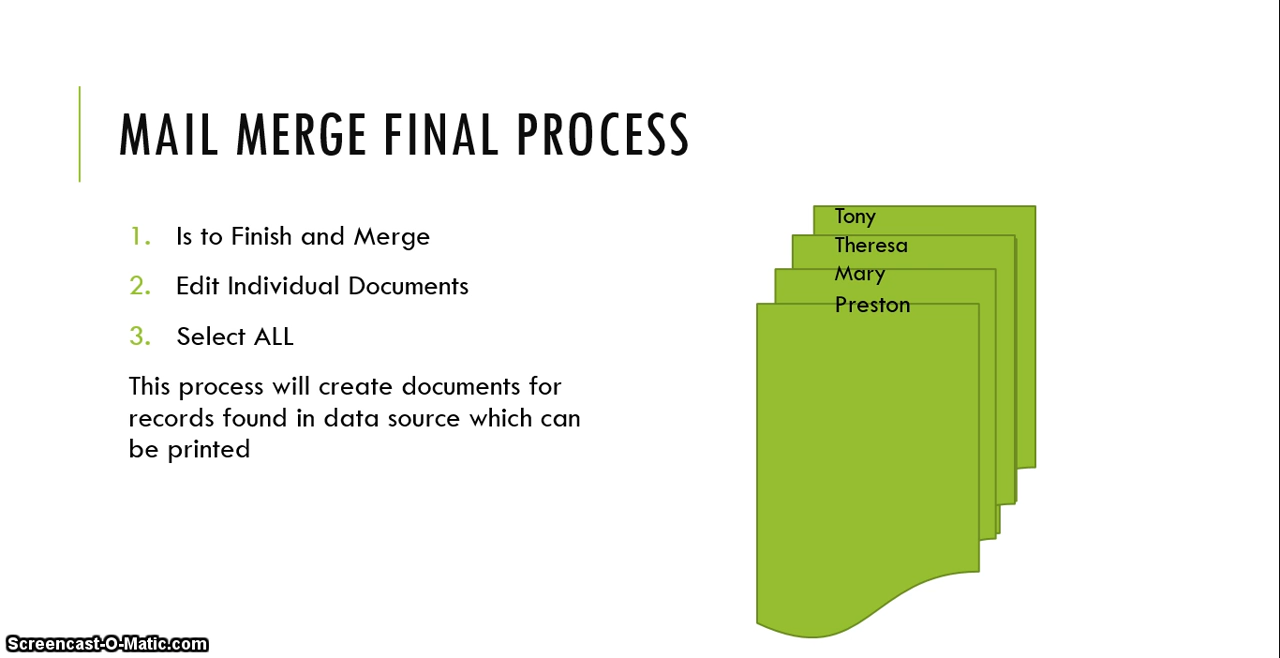 MAIL MERGE FINAL PROCESS
1. Is to Finish and Merge
2. Edit Individual Documents
3. Select ALL
This process will create documents for
records found in data source which can
be printed
Tony
Theresa
Mary
Preston
Screencast-O-Matic.com